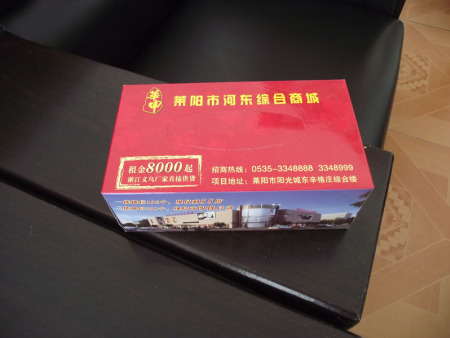 華中
莱阳市河东综合商城
租金8000起
浙江义乌厂家直接供货
招商热线：0535-3348888 3348999
项目地址：莱阳市阳光城东辛格庄综合楼